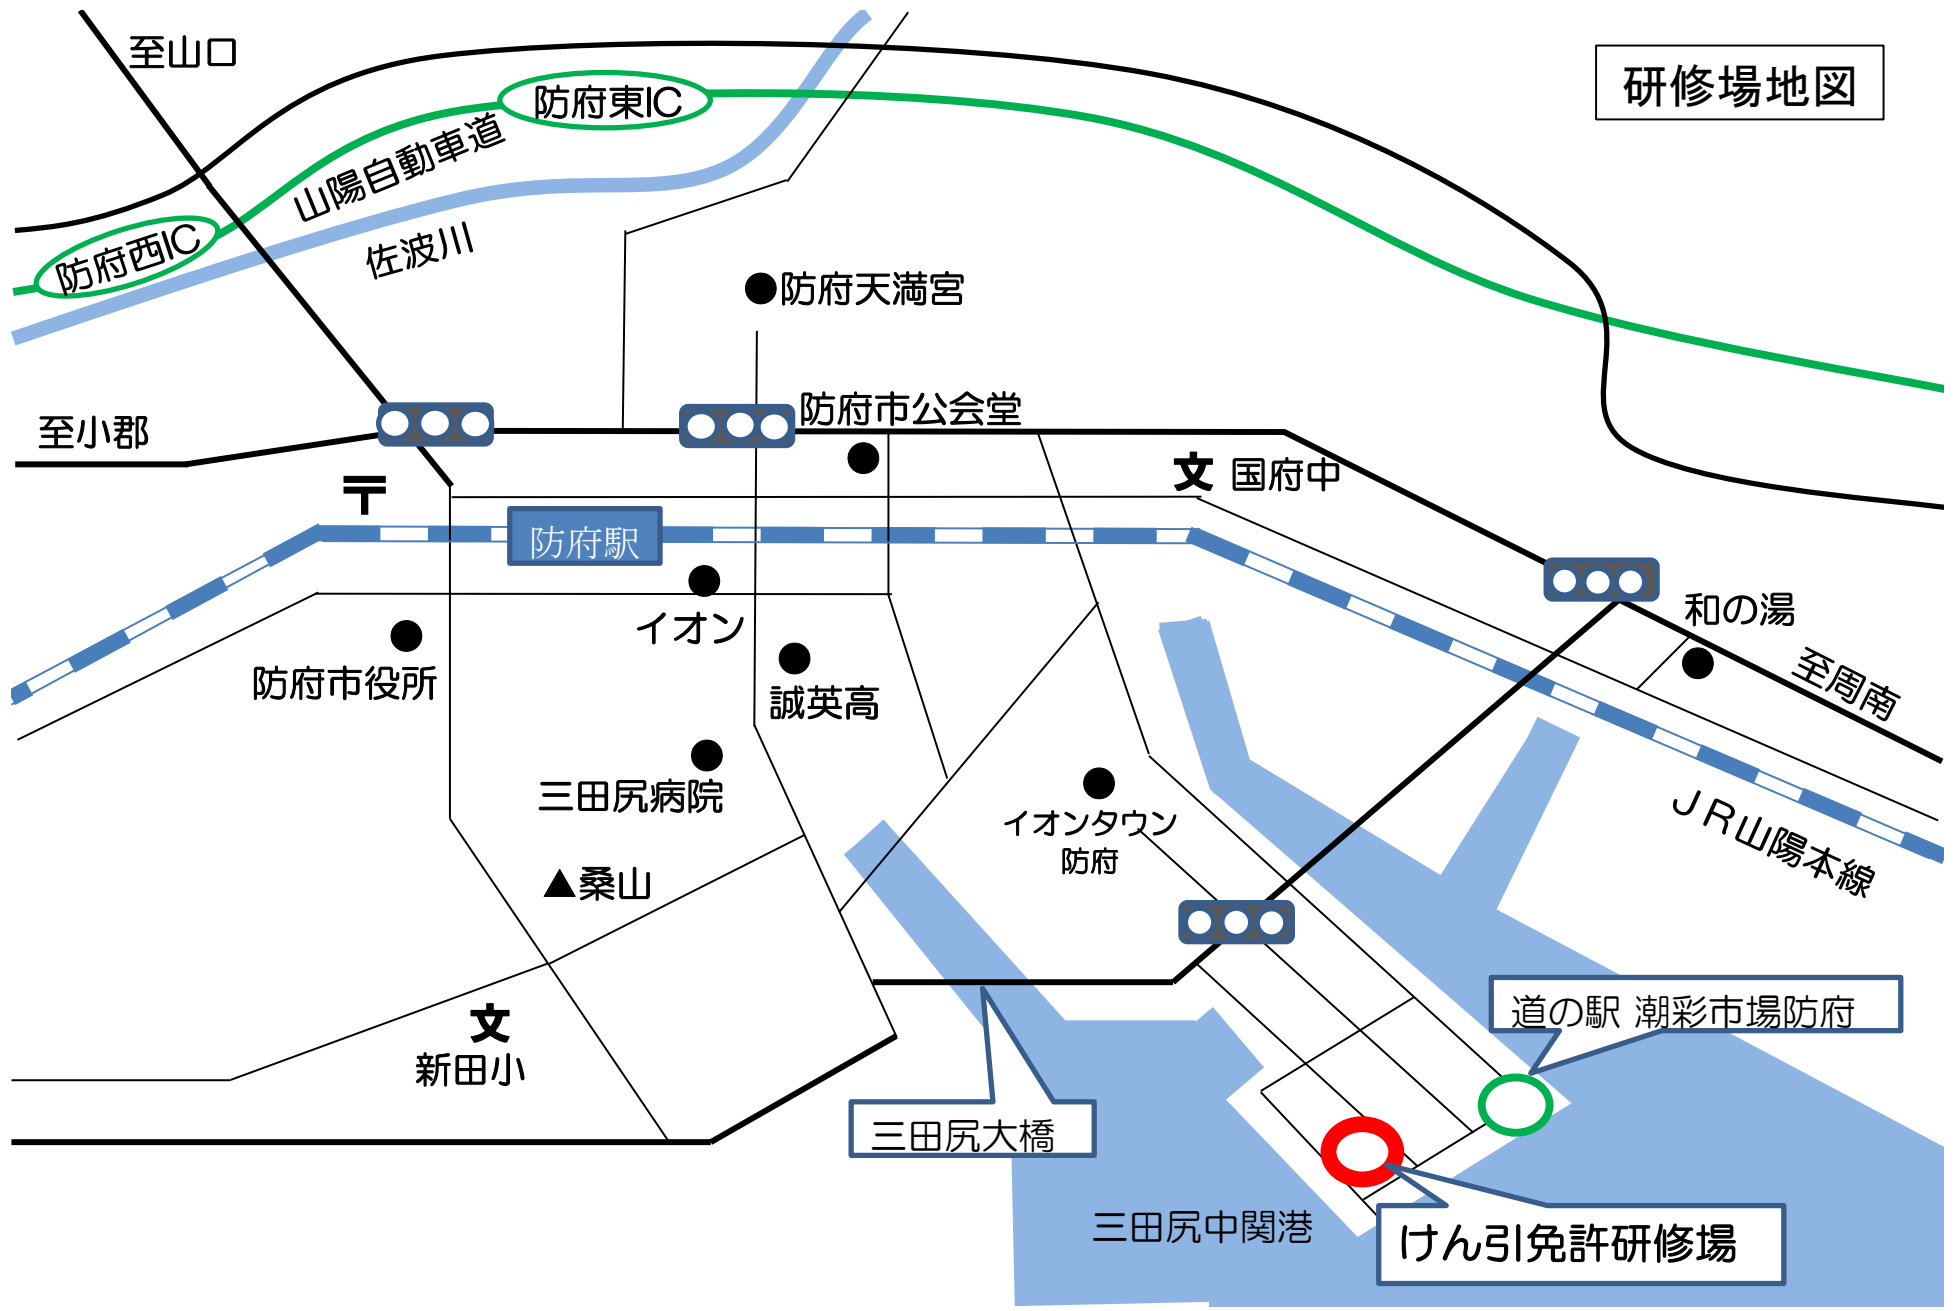 至山口
研修場地図
防府東IC
山陽自動車道
防府西IC
佐波川
防府天満宮
防府市公会堂
至小郡
〒
文 国府中
防府駅
イオン
和の湯
防府市役所
誠英高
至周南
三田尻病院
イオンタウン
防府
ＪＲ山陽本線
▲桑山
道の駅 潮彩市場防府
文
新田小
三田尻大橋
三田尻中関港
けん引免許研修場